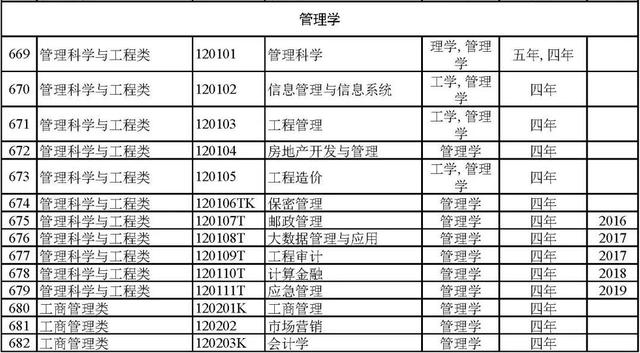 管理学
669 管理科学与工程类 120101 管理科学 理学,管理学 五年,四年
670 管理科学与工程类 120102 信息管理与信息系统 工学,管理学 四年
671 管理科学与工程类 120103 工程管理 工学,管理学 四年
672 管理科学与工程类 120104 房地产开发与管理 管理学 四年
673 管理科学与工程类 120105 工程造价 工学,管理学 四年
674 管理科学与工程类 120106TK 保密管理 管理学 四年
675 管理科学与工程类 120107T 邮政管理 管理学 四年 2016
676 管理科学与工程类 120108T 大数据管理与应用 管理学 四年 2017
677 管理科学与工程类 120109T 工程审计 管理学 四年 2017
678 管理科学与工程类 120110T 计算金融 管理学 四年 2018
679 管理科学与工程类 120111T 应急管理 管理学 四年 2019
680 工商管理类 120201K 工商管理 管理学 四年
681 工商管理类 120202 市场营销 管理学 四年
682 工商管理类 120203K 会计学 管理学 四年